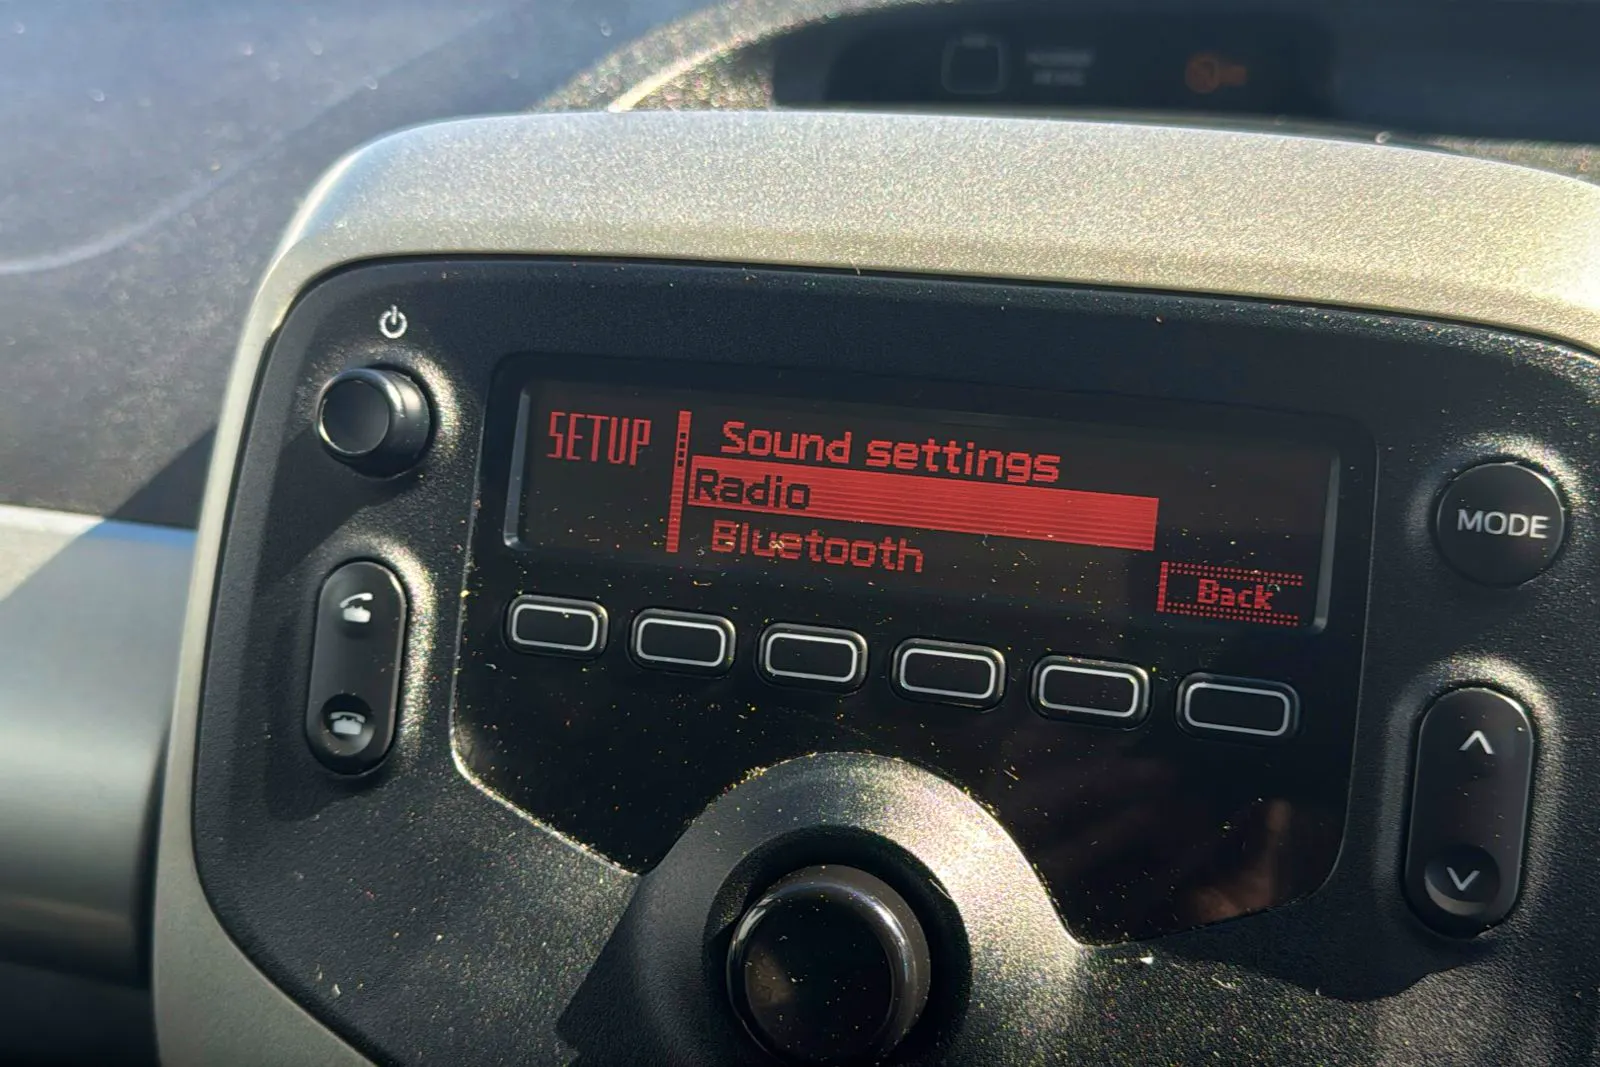 SETUP
Sound settings
Radio
Bluetooth
Back
MODE